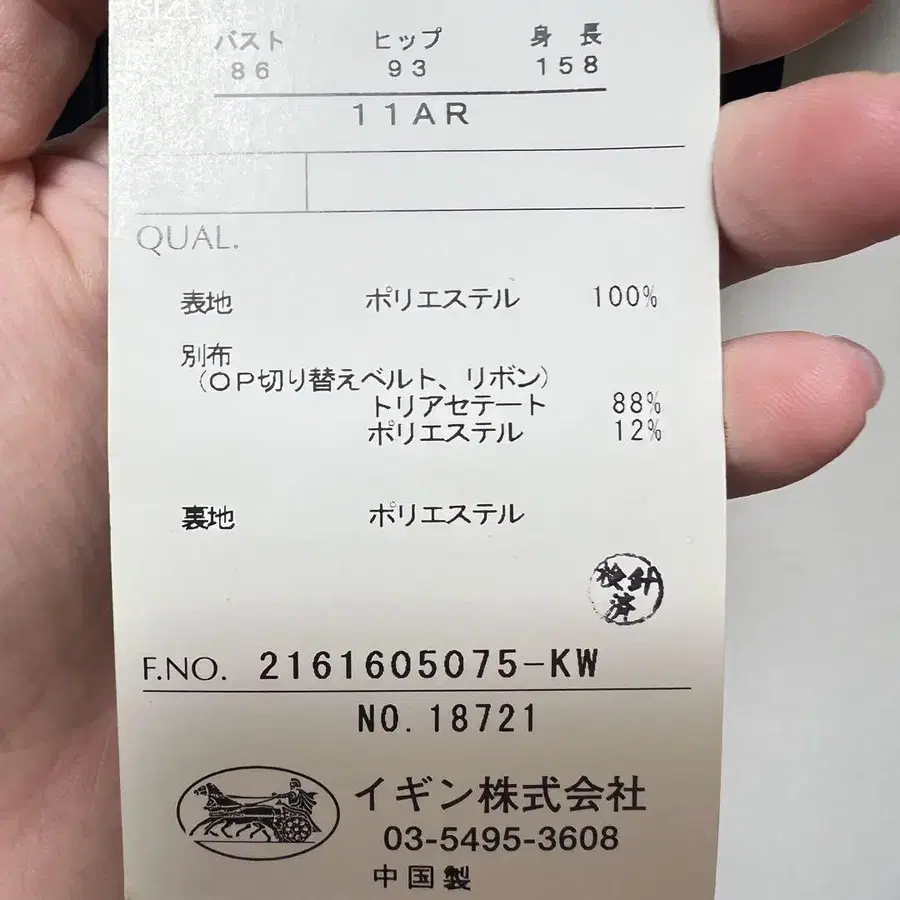 SIZE
バスト ヒップ 身長
86 93 158
11AR
QUAL.
表地 ポリエステル 100%
別布
(OP切り替えベルト、リボン)
トリアセテート 88%
ポリエステル 12%
裏地 ポリエステル
検針
済
F.NO. 2161605075-KW
NO.18721
イギン株式会社
03-5495-3608
中国製